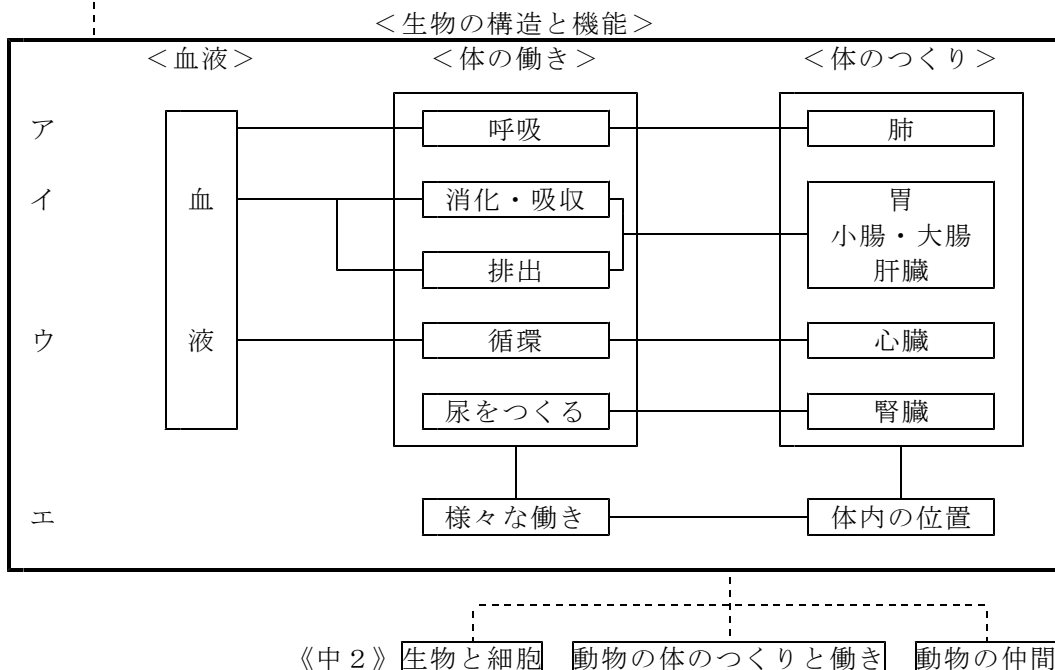 ＜生物の構造と機能＞
＜血液＞ ＜体の働き＞ ＜体のつくり＞
ア 呼吸 肺
イ 血 消化・吸収 胃
小腸・大腸
排出 肝臓
ウ 液 循環 心臓
尿をつくる 腎臓
エ 様々な働き 体内の位置
《中２》 生物と細胞 動物の体のつくりと働き 動物の仲間